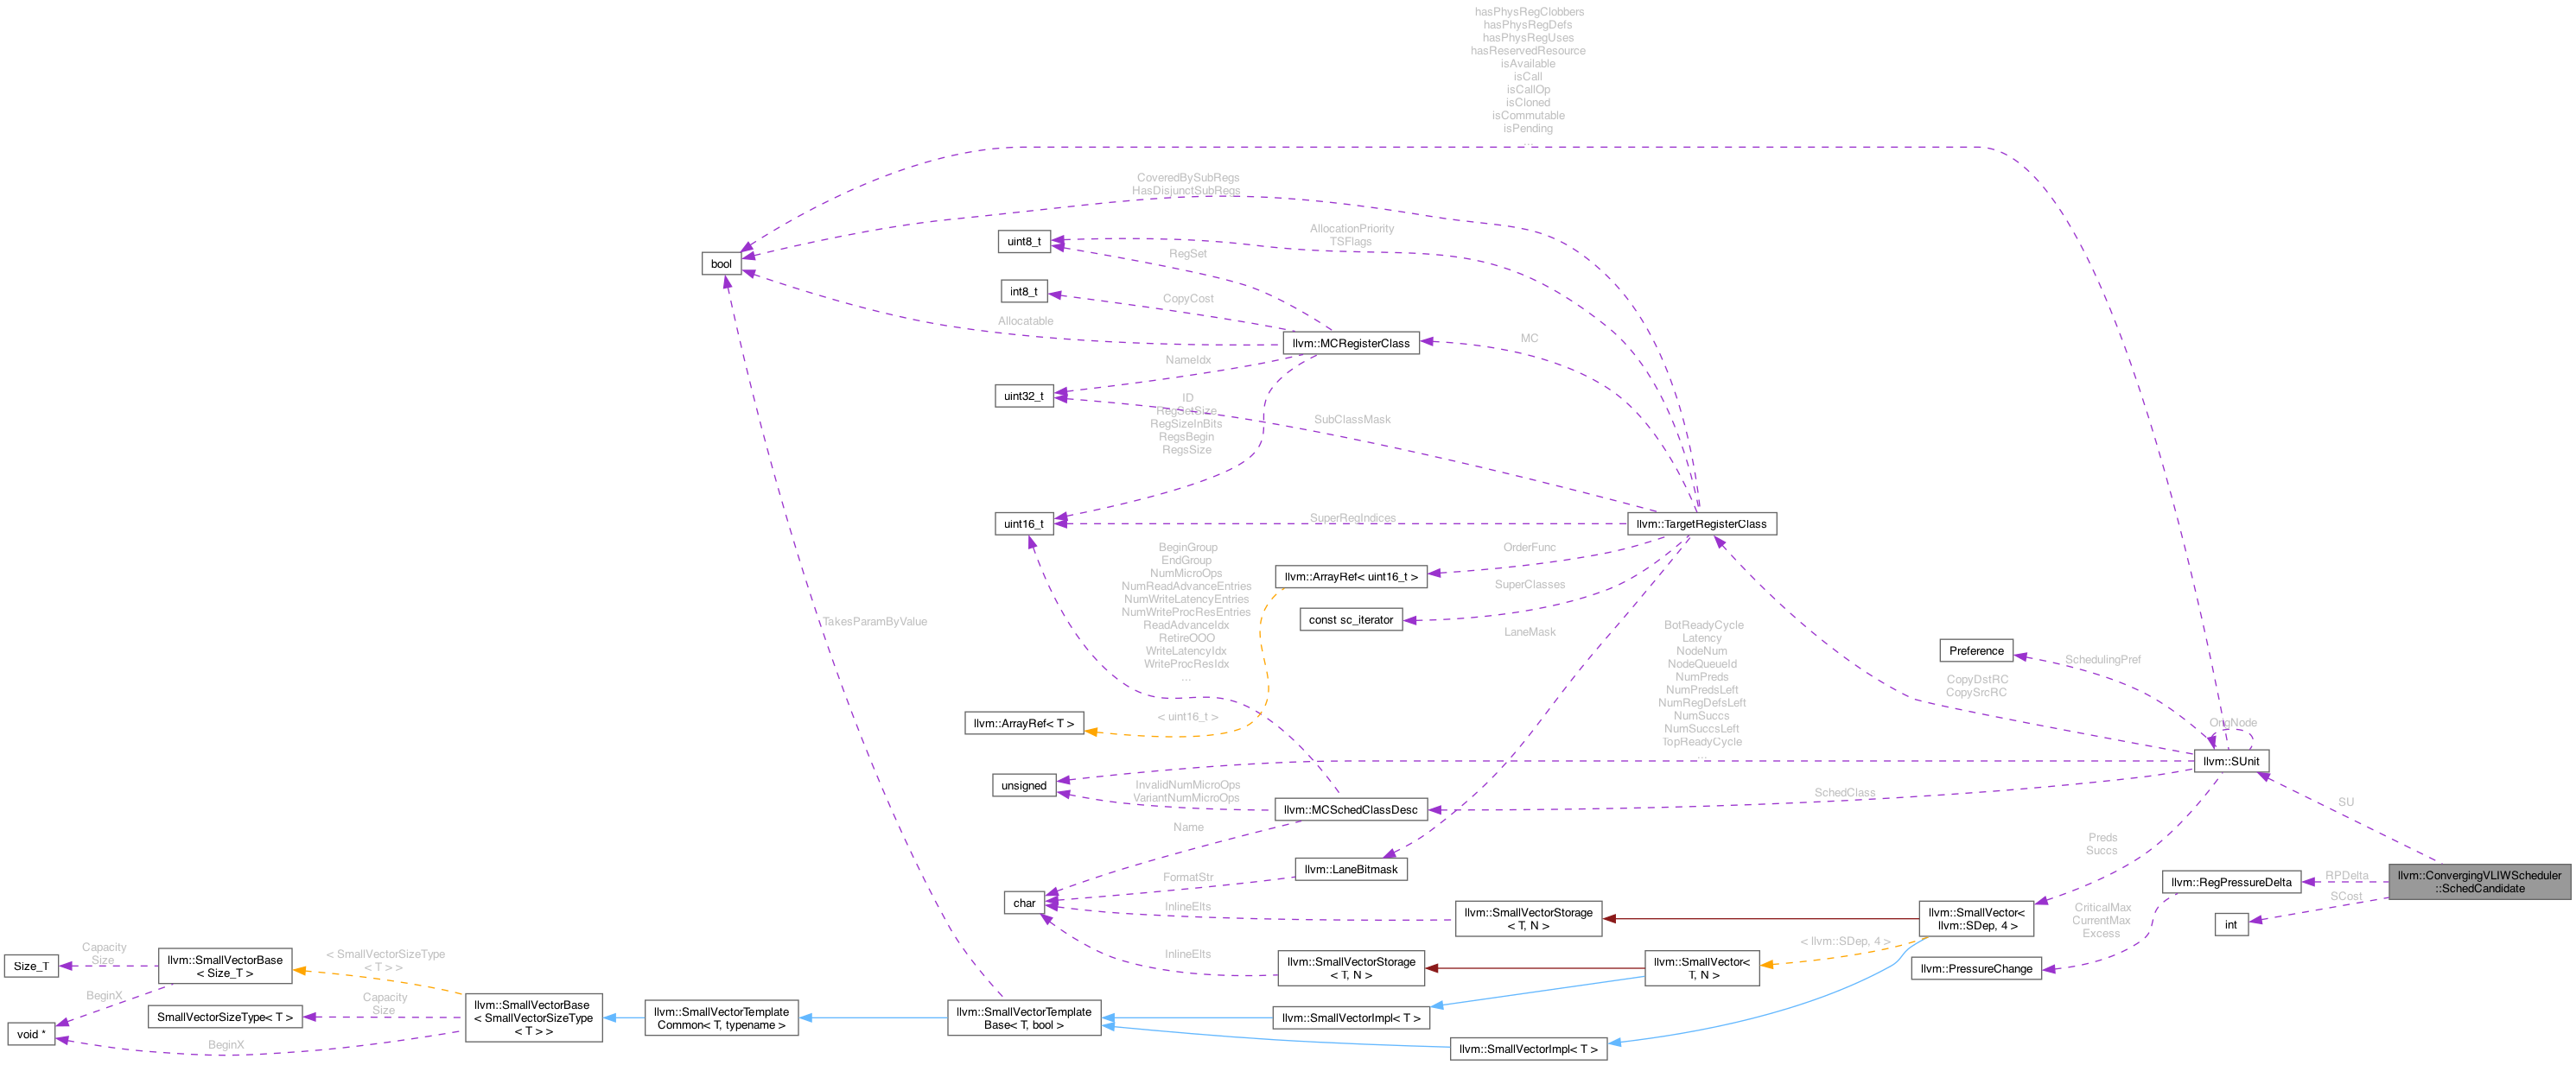 hasPhysRegClobbers
hasPhysRegDefs
hasPhysRegUses
hasReservedResource
isAvailable
isCall
isCallOp
isCloned
isCommutable
isPending
...
CoveredBySubRegs
HasDisjunctSubRegs
AllocationPriority
TSFlags
uint8_t
RegSet
bool
int8_t
CopyCost
Allocatable
llvm::MCRegisterClass
MC
NameIdx
uint32_t
ID
RegSetSize
RegSizeInBits
RegsBegin
RegsSize
SubClassMask
uint16_t
SuperRegIndices
llvm::TargetRegisterClass
BeginGroup
EndGroup
NumMicroOps
NumReadAdvanceEntries
NumWriteLatencyEntries
NumWriteProcResEntries
ReadAdvanceIdx
RetireOOO
WriteLatencyIdx
WriteProcResIdx
...
OrderFunc
llvm::ArrayRef< uint16_t >
SuperClasses
const sc_iterator
TakesParamByValue
LaneMask
BotReadyCycle
Latency
NodeNum
NodeQueueId
NumPreds
NumPredsLeft
NumRegDefsLeft
NumSuccs
NumSuccsLeft
TopReadyCycle
...
Preference
SchedulingPref
CopyDstRC
CopySrcRC
llvm::ArrayRef< T >
< uint16_t >
OrigNode
llvm::SUnit
unsigned
InvalidNumMicroOps
VariantNumMicroOps
llvm::MCSchedClassDesc
SchedClass
SU
Name
Preds
Succs
llvm::LaneBitmask
FormatStr
llvm::RegPressureDelta
RPDelta
llvm::ConvergingVLIWScheduler
::SchedCandidate
SCost
char
InlineElts
llvm::SmallVectorStorage
< T, N >
llvm::SmallVector<
llvm::SDep, 4 >
CriticalMax
CurrentMax
Excess
int
< llvm::SDep, 4 >
InlineElts
llvm::SmallVectorStorage
< T, N >
llvm::SmallVector<
T, N >
llvm::PressureChange
Size_T
Capacity
Size
llvm::SmallVectorBase
< Size_T >
< SmallVectorSizeType
< T > >
BeginX
SmallVectorSizeType< T >
Capacity
Size
llvm::SmallVectorBase
< SmallVectorSizeType
< T > >
llvm::SmallVectorTemplate
Common< T, typename >
llvm::SmallVectorTemplate
Base< T, bool >
llvm::SmallVectorImpl< T >
void *
BeginX
llvm::SmallVectorImpl< T >